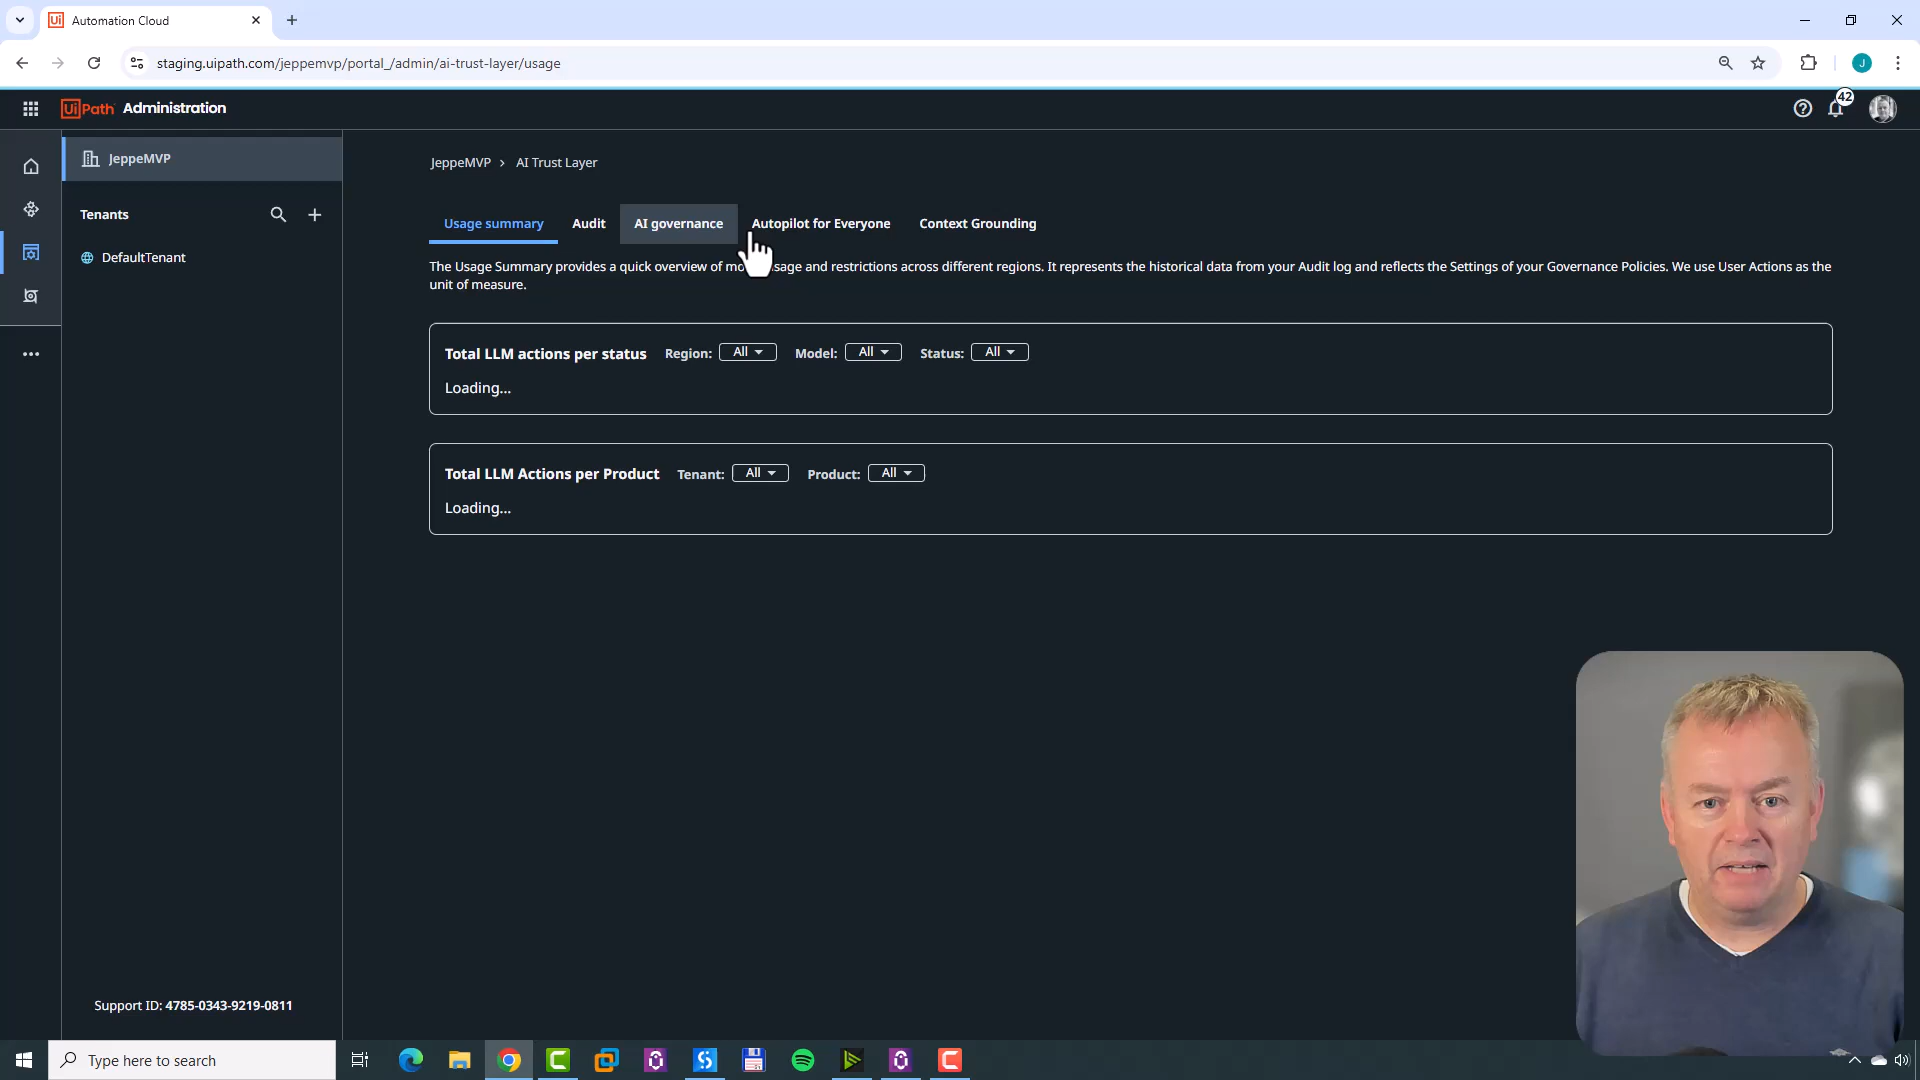 Automation Cloud
staging.uipath.com/jeppemvp/portal_/admin/ai-trust-layer/usage
J
UiPath Administration
42
JeppeMVP
Tenants
DefaultTenant
Support ID: 4785-0343-9219-0811
JeppeMVP > AI Trust Layer
Usage summary Audit AI governance Autopilot for Everyone Context Grounding
The Usage Summary provides a quick overview of mo sage and restrictions across different regions. It represents the historical data from your Audit log and reflects the Settings of your Governance Policies. We use User Actions as the
unit of measure.
Total LLM actions per status Region: All Model: All Status: All
Loading...
Total LLM Actions per Product Tenant: All Product: All
Loading...
Type here to search